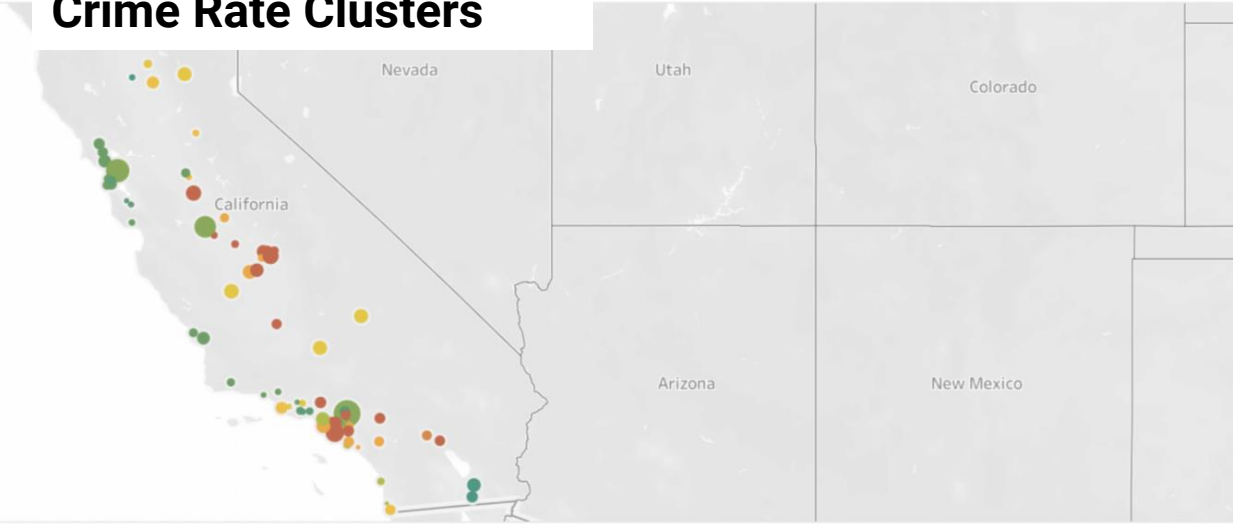 Crime Rate Clusters
Nevada
Utah
Colorado
California
Arizona
New Mexico